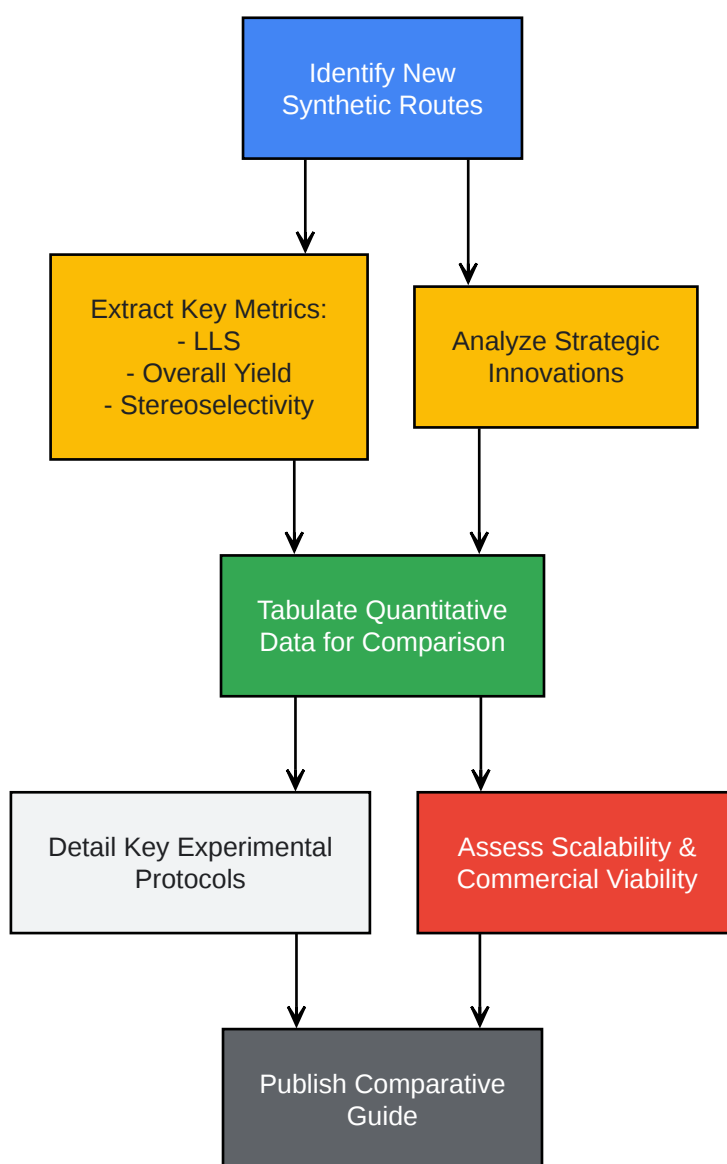 Identify New
Synthetic Routes
Extract Key Metrics:
- LLS
- Overall Yield
- Stereoselectivity
Analyze Strategic
Innovations
Tabulate Quantitative
Data for Comparison
Detail Key Experimental
Protocols
Assess Scalability &
Commercial Viability
Publish Comparative
Guide